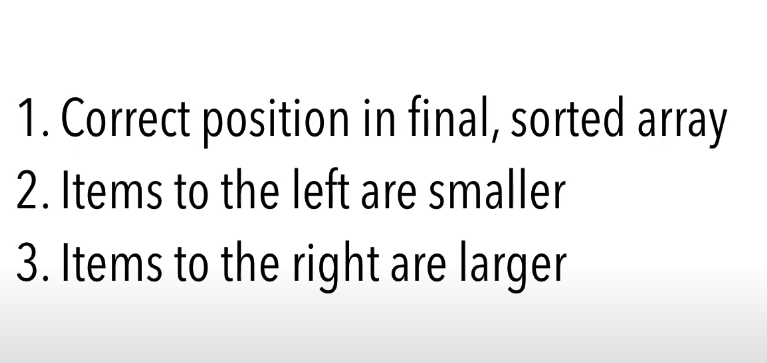 1. Correct position in final, sorted array
2. Items to the left are smaller
3. Items to the right are larger